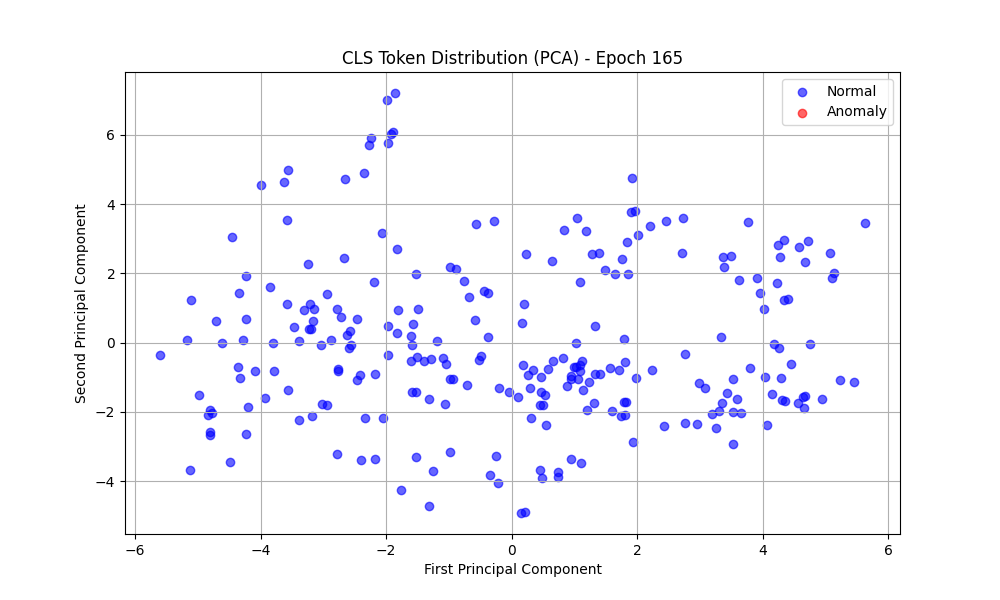 CLS Token Distribution (PCA) - Epoch 165
Normal
Anomaly
Second Principal Component
6
4
2
0
−2
−4
−6
−4
−2
0
2
4
6
First Principal Component